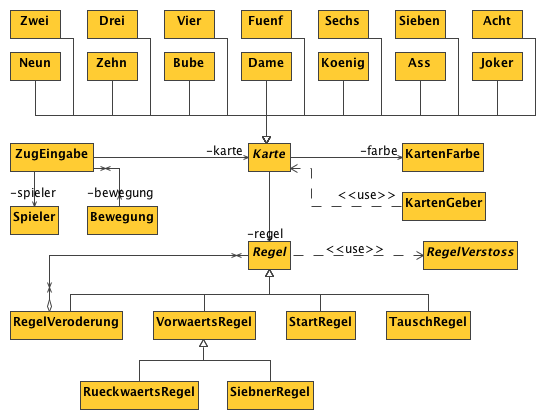 Zwei Drei Vier Fuenf Sechs Sieben Acht
Neun Zehn Bube Dame Koenig Ass Joker
ZugEingabe -karte Karte -farbe KartenFarbe
-spieler -bewegung <<use>>
Spieler Bewegung KartenGeber
-regel
Regel <<use>> RegelVerstoss
RegelVeroderung VorwaertsRegel StartRegel TauschRegel
RueckwaertsRegel SiebnerRegel